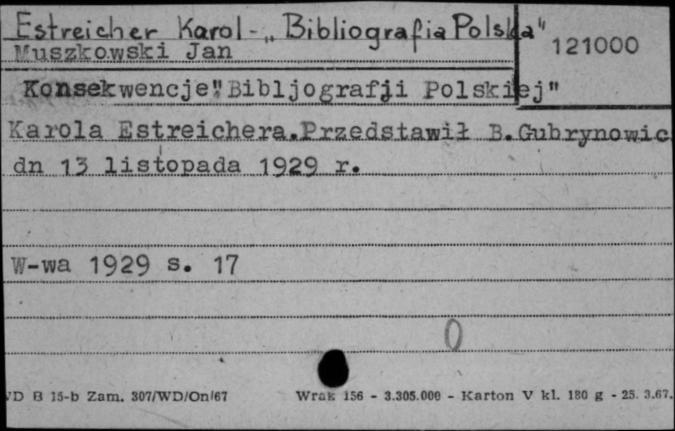 Estreicher Karol - „Bibliografia Polska"
121000
Muszkowski Jan
Konsekwencje"Bibljografji Polskiej"
Karola Estreichera.Przedstawił B.Gubrynowic
dn 13 listopada 1929 r.
W-wa 1929 s. 17
0
WD B 15-b Zam. 307/WD/On/67 Wrak 156 - 3.305.000 - Karton V kl. 180 g - 25. 3.67.